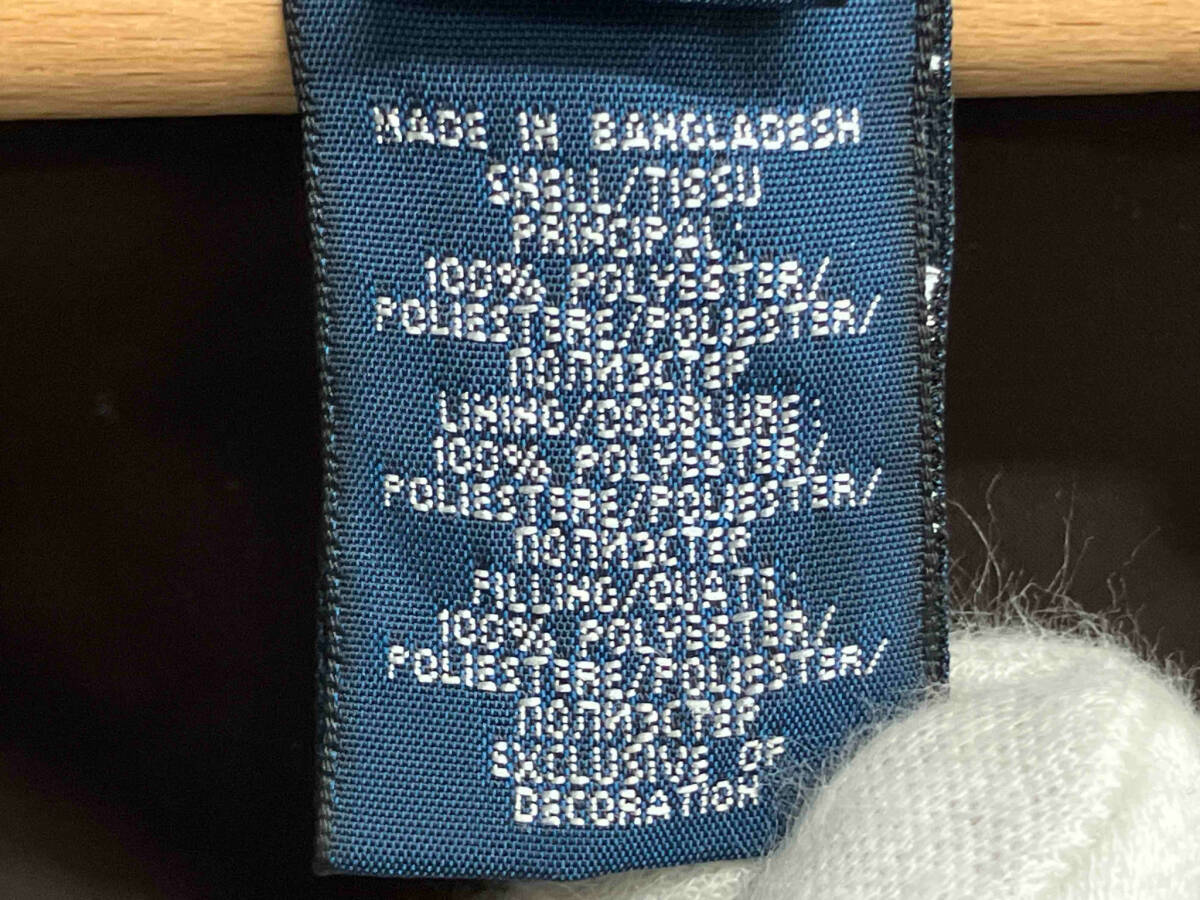 MADE IN BANGLADESH
SHELL/TISSU
PRINCIPAL:
100% POLYESTER/
POLIESTERE/POLIESTER/
ПОЛИЭСТЕР
LINING/DOUBLURE:
100% POLYESTER/
POLIESTERE/POLIESTER/
ПОЛИЭСТЕР
FILLING/OUATI:
100% POLYESTER/
POLIESTERE/POLIESTER/
ПОЛИЭСТЕР
EXCLUSIVE OF
DECORATION